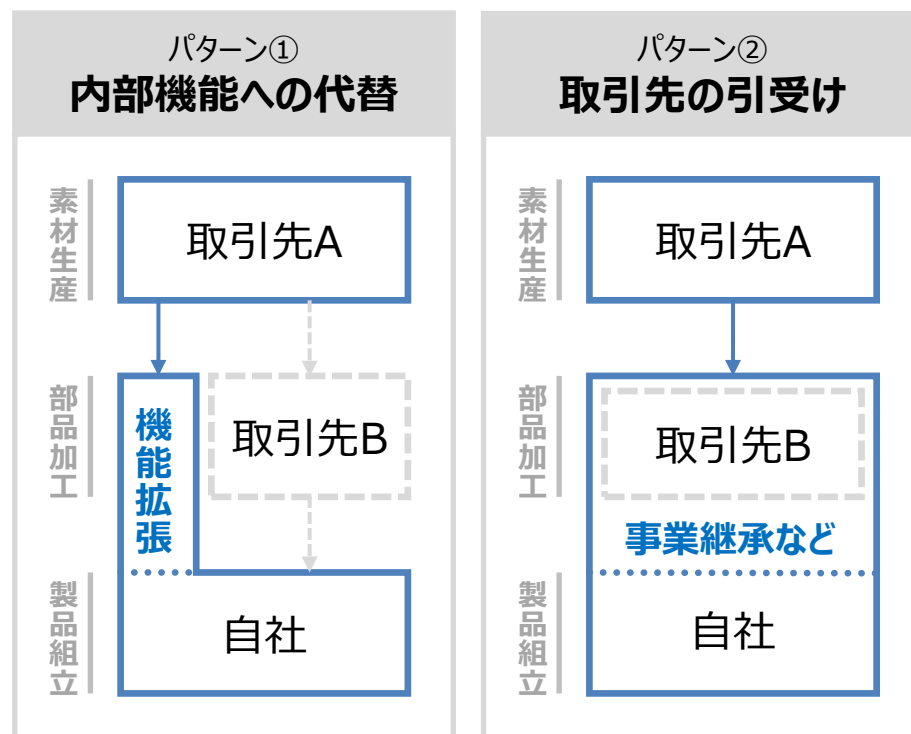 パターン①
内部機能への代替
素材生産
取引先A
部品加工
機能拡張
取引先B
製品組立
自社
パターン②
取引先の引受け
素材生産
取引先A
部品加工
取引先B
事業継承など
製品組立
自社